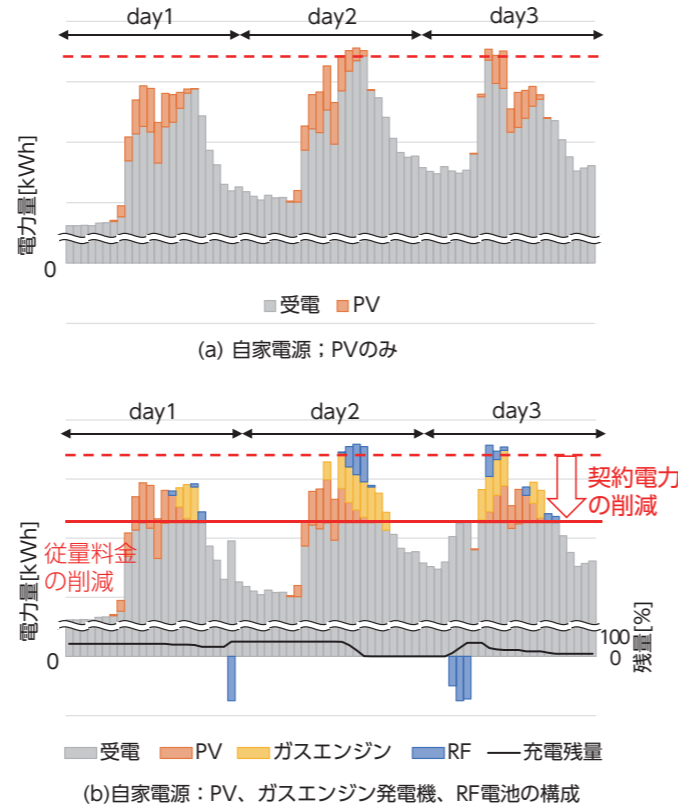 day1 day2 day3
電力量[kWh]
0
受電 PV
(a) 自家電源；PVのみ
day1 day2 day3
契約電力
の削減
従量料金
の削減
電力量[kWh]
0
100
0
残量[%]
受電 PV ガスエンジン RF 充電残量
(b)自家電源：PV、ガスエンジン発電機、RF電池の構成